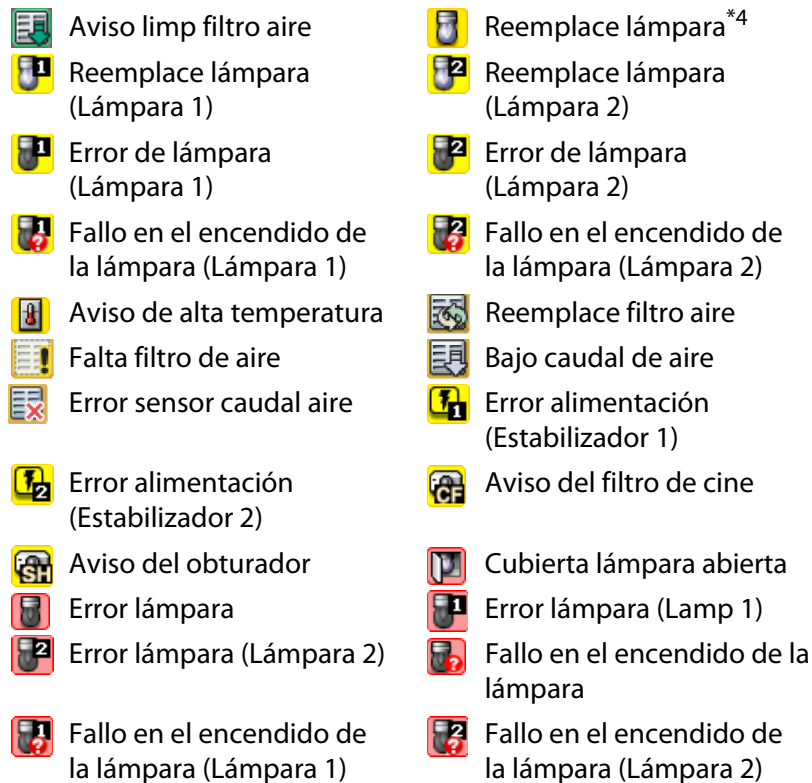 Aviso limp filtro aire
Reemplace lámpara*4
Reemplace lámpara
(Lámpara 1)
Reemplace lámpara
(Lámpara 2)
Error de lámpara
(Lámpara 1)
Error de lámpara
(Lámpara 2)
Fallo en el encendido de
la lámpara (Lámpara 1)
Fallo en el encendido de
la lámpara (Lámpara 2)
Aviso de alta temperatura
Reemplace filtro aire
Falta filtro de aire
Bajo caudal de aire
Error sensor caudal aire
Error alimentación
(Estabilizador 1)
Error alimentación
(Estabilizador 2)
CF
Aviso del filtro de cine
SH
Aviso del obturador
Cubierta lámpara abierta
Error lámpara
Error lámpara (Lamp 1)
Error lámpara (Lámpara 2)
Fallo en el encendido de la
lámpara
Fallo en el encendido de
la lámpara (Lámpara 1)
Fallo en el encendido de
la lámpara (Lámpara 2)